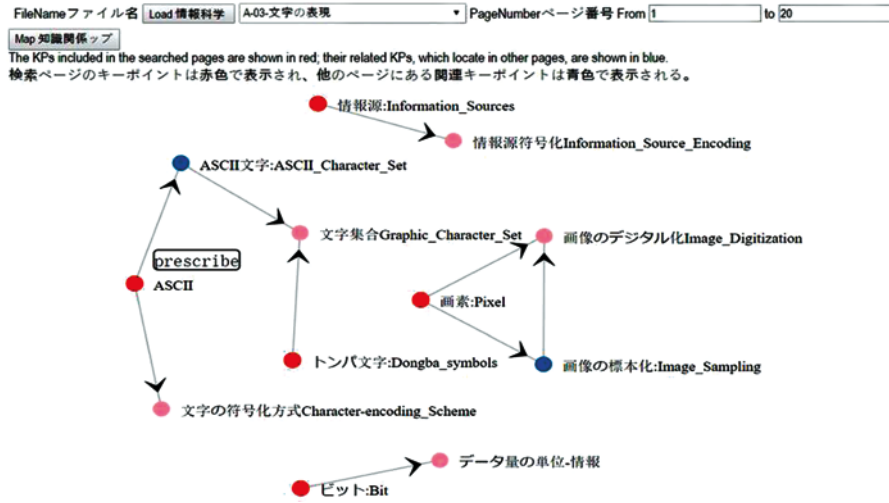 FileNameファイル名 Load 情報科学 A-03-文字の表現 PageNumberページ番号 From 1 to 20
Map 知識関係ップ
The KPs included in the searched pages are shown in red; their related KPs, which locate in other pages, are shown in blue.
検索ページのキーポイントは赤色で表示され、他のページにある関連キーポイントは青色で表示される。
情報源:Information_Sources
情報源符号化Information_Source_Encoding
ASCII文字:ASCII_Character_Set
文字集合Graphic_Character_Set
画像のデジタル化Image_Digitization
prescribe
ASCII
画素:Pixel
トンパ文字:Dongba_symbols
画像の標本化:Image_Sampling
文字の符号化方式Character-encoding_Scheme
データ量の単位-情報
ビット:Bit